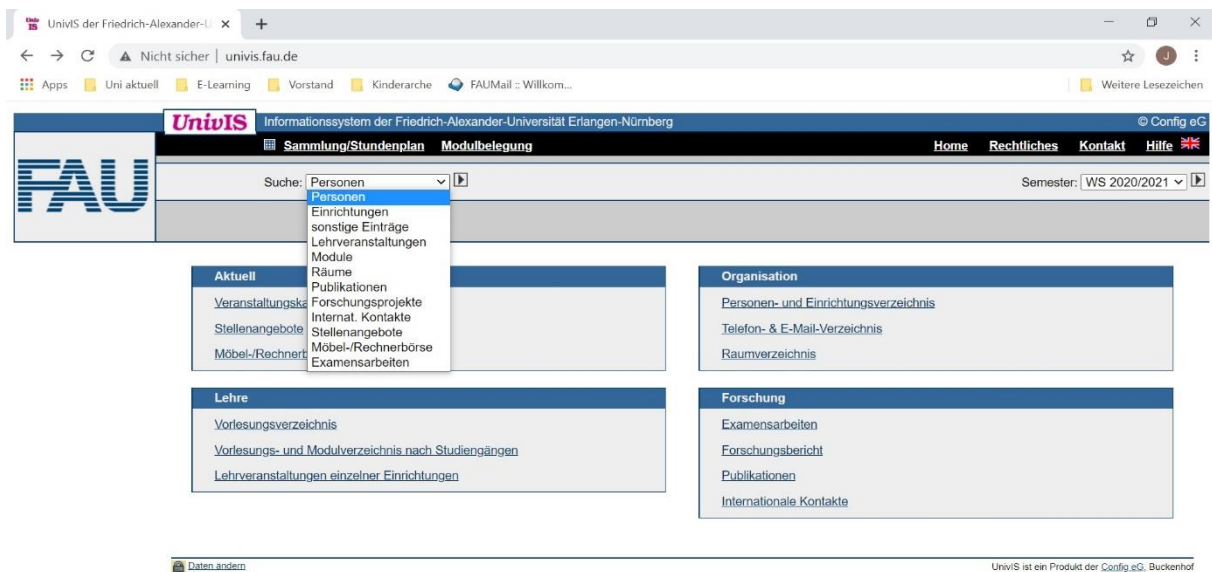 UnivIS der Friedrich-Alexander-U
Nicht sicher | univis.fau.de
J
Apps Uni aktuell E-Learning Vorstand Kinderarche FAUMail :: Willkom... Weitere Lesezeichen
UnivIS Informationssystem der Friedrich-Alexander-Universität Erlangen-Nürnberg © Config eG
Sammlung/Stundenplan Modulbelegung Home Rechtliches Kontakt Hilfe
FAU
Suche: Personen Semester: WS 2020/2021
Personen
Einrichtungen
sonstige Einträge
Lehrveranstaltungen
Module
Räume
Publikationen
Forschungsprojekte
Internat. Kontakte
Stellenangebote
Möbel-/Rechnerbörse
Examensarbeiten
Aktuell
Veranstaltungska
Stellenangebote
Möbel-/Rechnerb
Organisation
Personen- und Einrichtungsverzeichnis
Telefon- & E-Mail-Verzeichnis
Raumverzeichnis
Lehre
Vorlesungsverzeichnis
Vorlesungs- und Modulverzeichnis nach Studiengängen
Lehrveranstaltungen einzelner Einrichtungen
Forschung
Examensarbeiten
Forschungsbericht
Publikationen
Internationale Kontakte
Daten ändern UnivIS ist ein Produkt der Config eG, Buckenhof